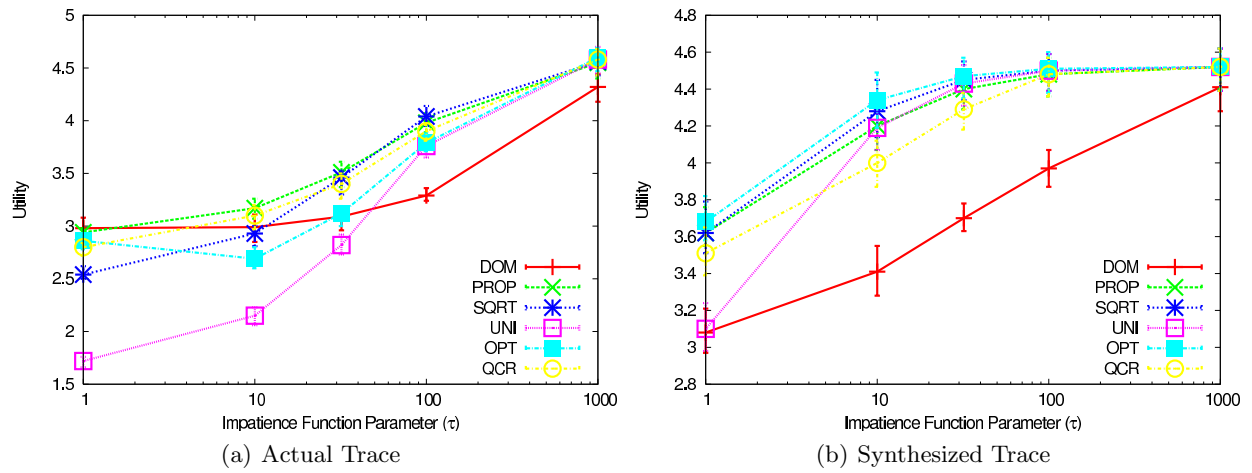 5
4.5
4
3.5
3
2.5
2
1.5
Utility
1
10
100
1000
Impatience Function Parameter (τ)
DOM
PROP
SQRT
UNI
OPT
QCR
(a) Actual Trace
4.8
4.6
4.4
4.2
4
3.8
3.6
3.4
3.2
3
2.8
Utility
1
10
100
1000
Impatience Function Parameter (τ)
DOM
PROP
SQRT
UNI
OPT
QCR
(b) Synthesized Trace